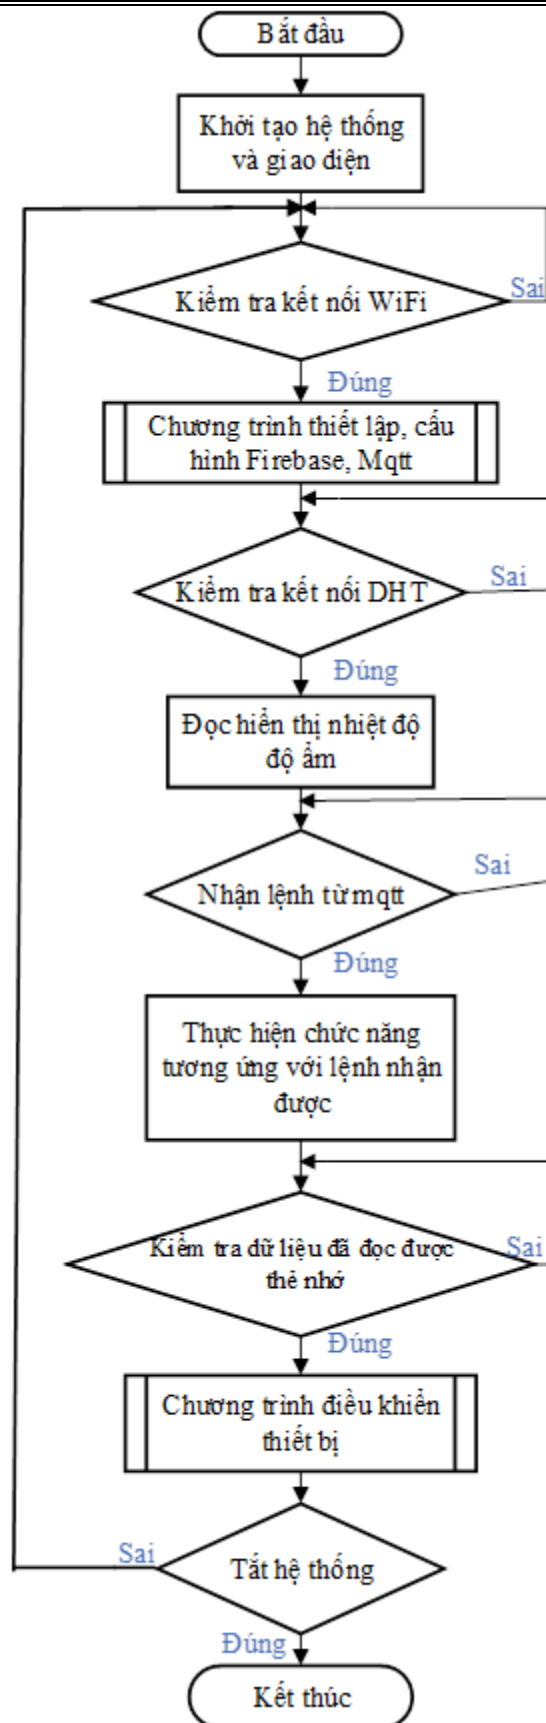 Bắt đầu
Khởi tạo hệ thống
và giao diện
Kiểm tra kết nối WiFi
Sai
Đúng
Chương trình thiết lập, cấu
hình Firebase, Mqtt
Kiểm tra kết nối DHT
Sai
Đúng
Đọc hiển thị nhiệt độ
độ ẩm
Sai
Nhận lệnh từ mqtt
Đúng
Thực hiện chức năng
tương ứng với lệnh nhận
được
Kiểm tra dữ liệu đã đọc được
Sai
thẻ nhớ
Đúng
Chương trình điều khiển
thiết bị
Sai
Tắt hệ thống
Đúng
Kết thúc